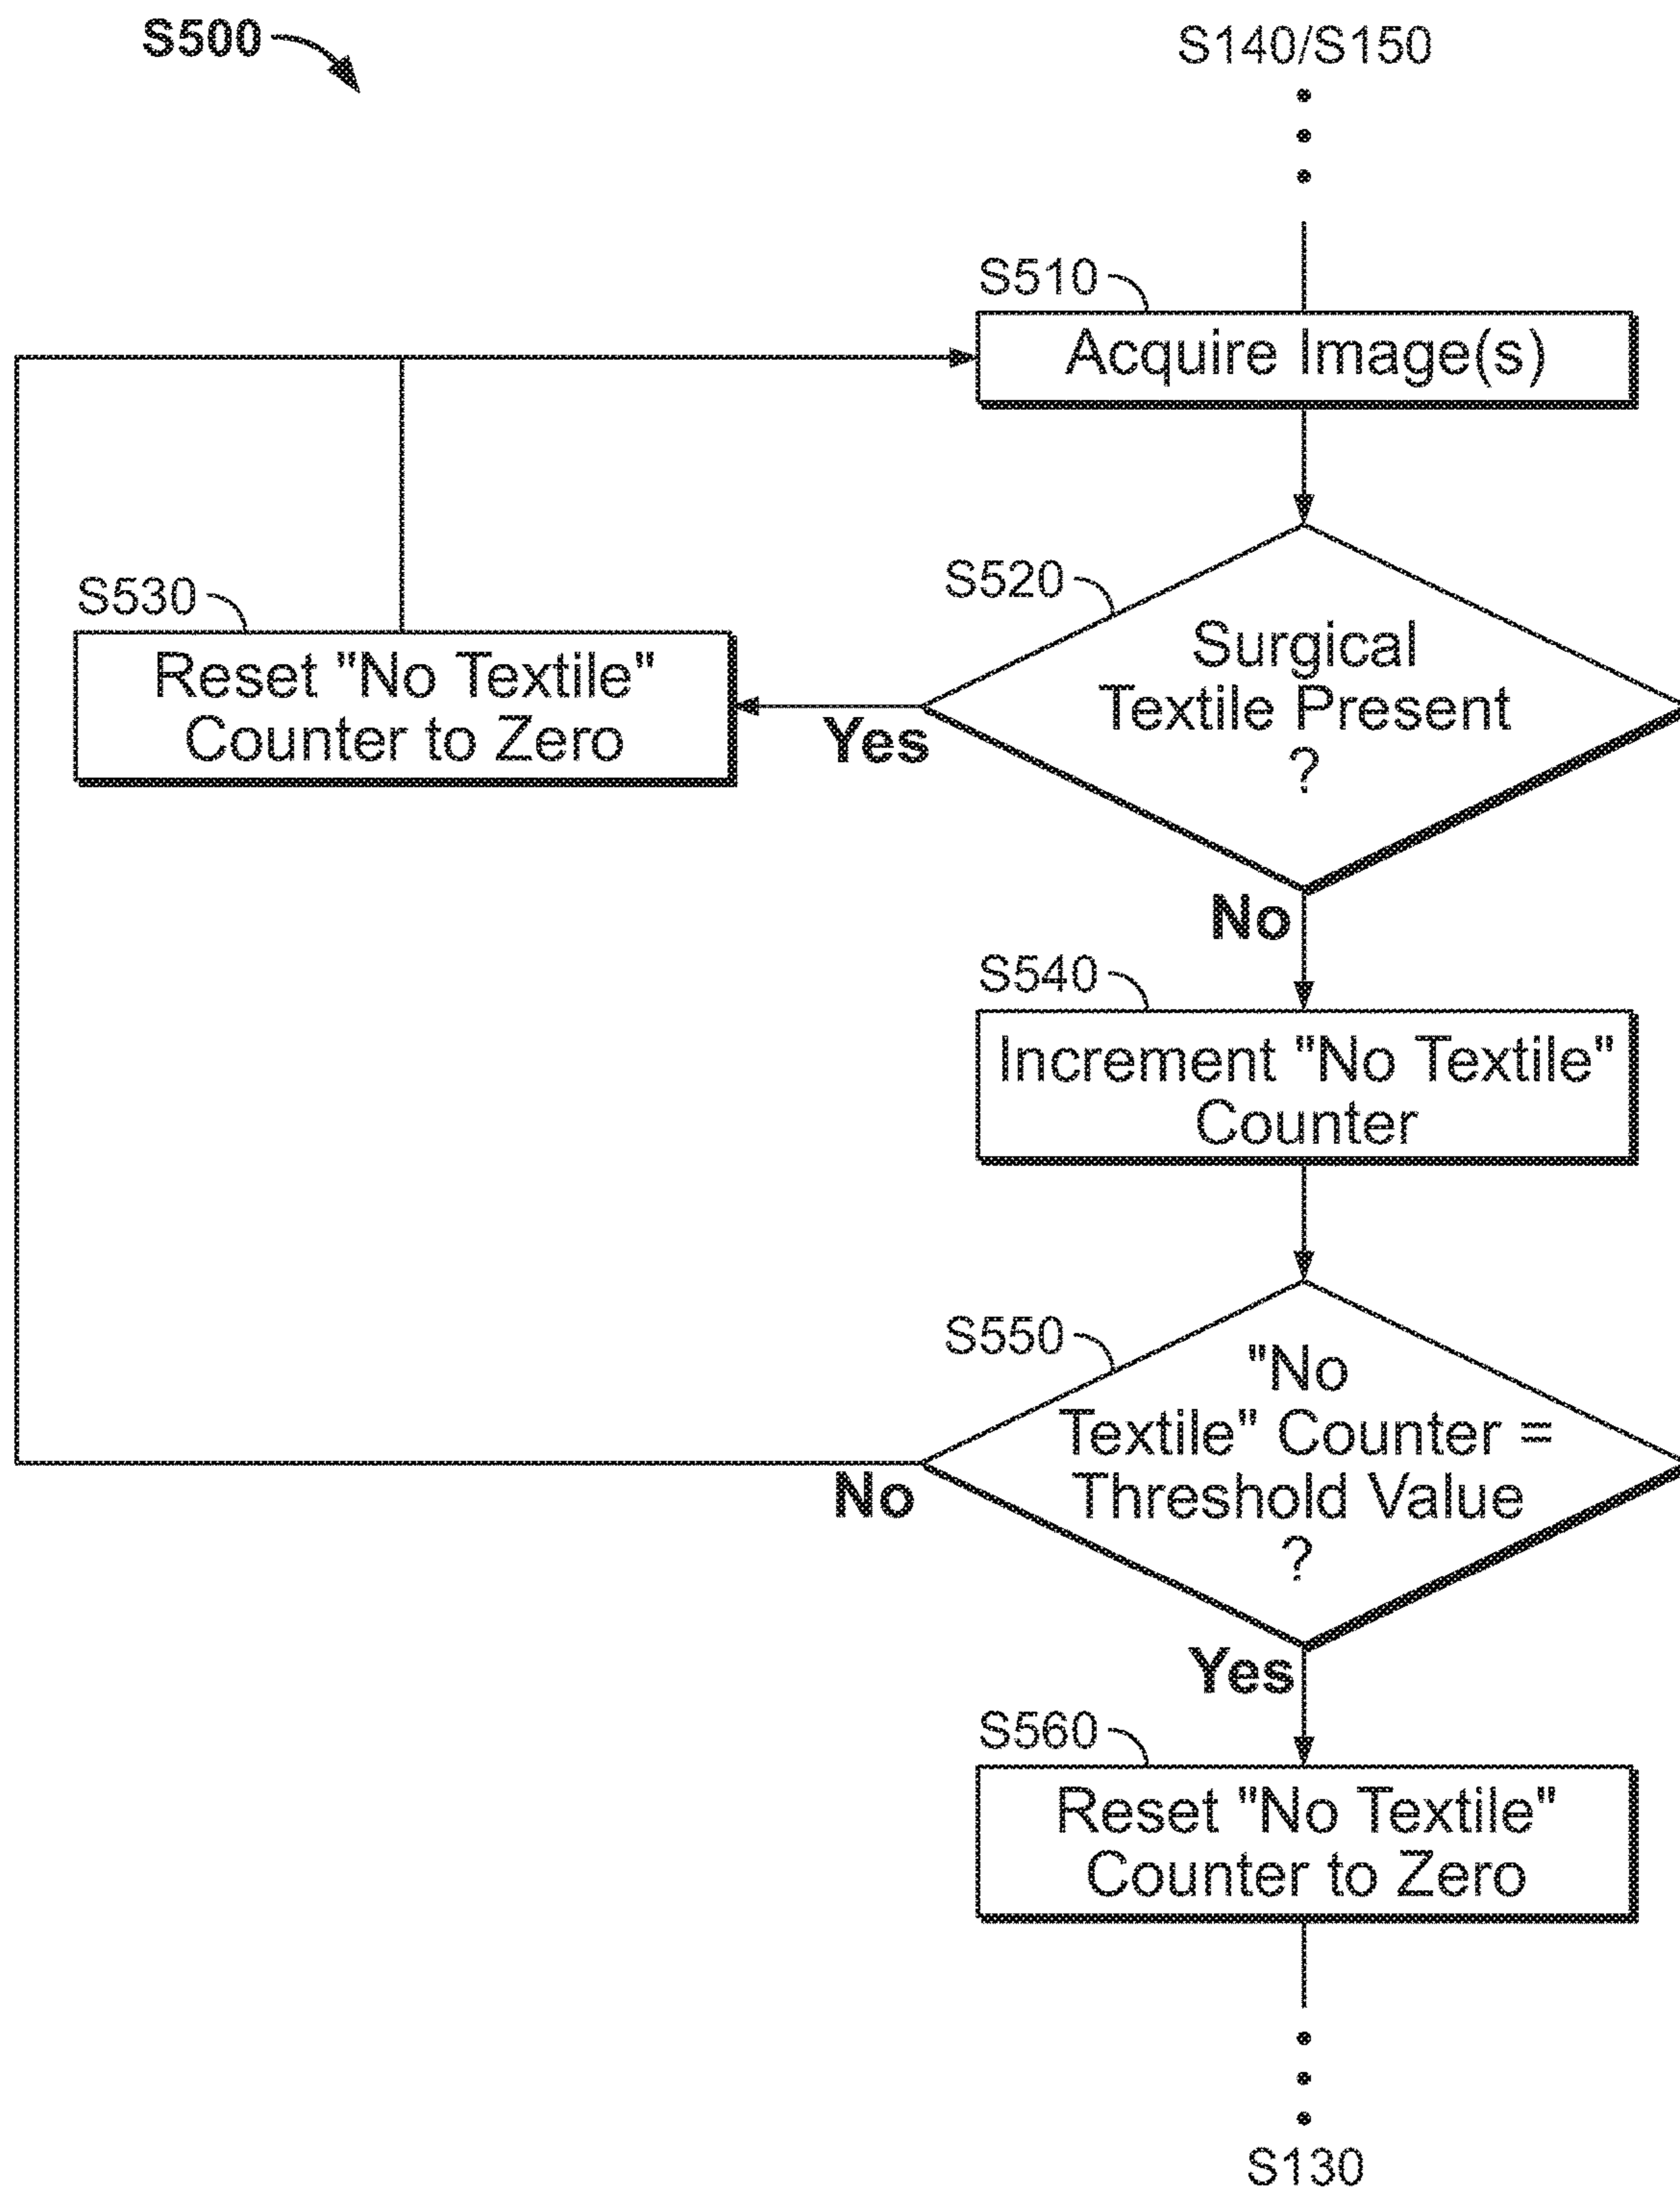 S500
S140/S150
S510
Acquire Image(s)
S520
Surgical
Textile Present
?
Yes
S530
Reset "No Textile"
Counter to Zero
No
S540
Increment "No Textile"
Counter
S550
"No
Textile" Counter =
Threshold Value
?
No
Yes
S560
Reset "No Textile"
Counter to Zero
S130